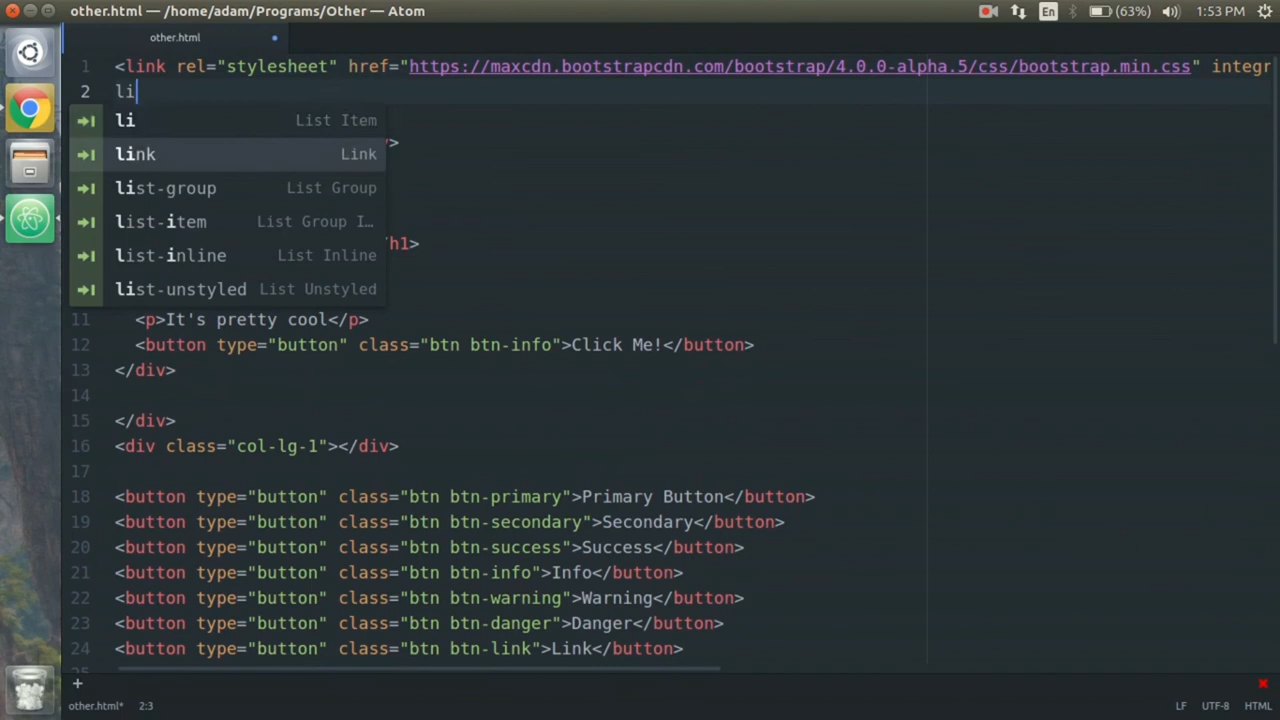 other.html — /home/adam/Programs/Other — Atom
En
(63%)
1:53 PM
other.html
1 <link rel="stylesheet" href="https://maxcdn.bootstrapcdn.com/bootstrap/4.0.0-alpha.5/css/bootstrap.min.css" integr
2 li
li List Item
>
link Link
list-group List Group
list-item List Group I…
/h1>
list-inline List Inline
list-unstyled List Unstyled
11 <p>It's pretty cool</p>
12 <button type="button" class="btn btn-info">Click Me!</button>
13 </div>
14
15 </div>
16 <div class="col-lg-1"></div>
17
18 <button type="button" class="btn btn-primary">Primary Button</button>
19 <button type="button" class="btn btn-secondary">Secondary</button>
20 <button type="button" class="btn btn-success">Success</button>
21 <button type="button" class="btn btn-info">Info</button>
22 <button type="button" class="btn btn-warning">Warning</button>
23 <button type="button" class="btn btn-danger">Danger</button>
24 <button type="button" class="btn btn-link">Link</button>
25
+
other.html* 2:3
LF UTF-8 HTML